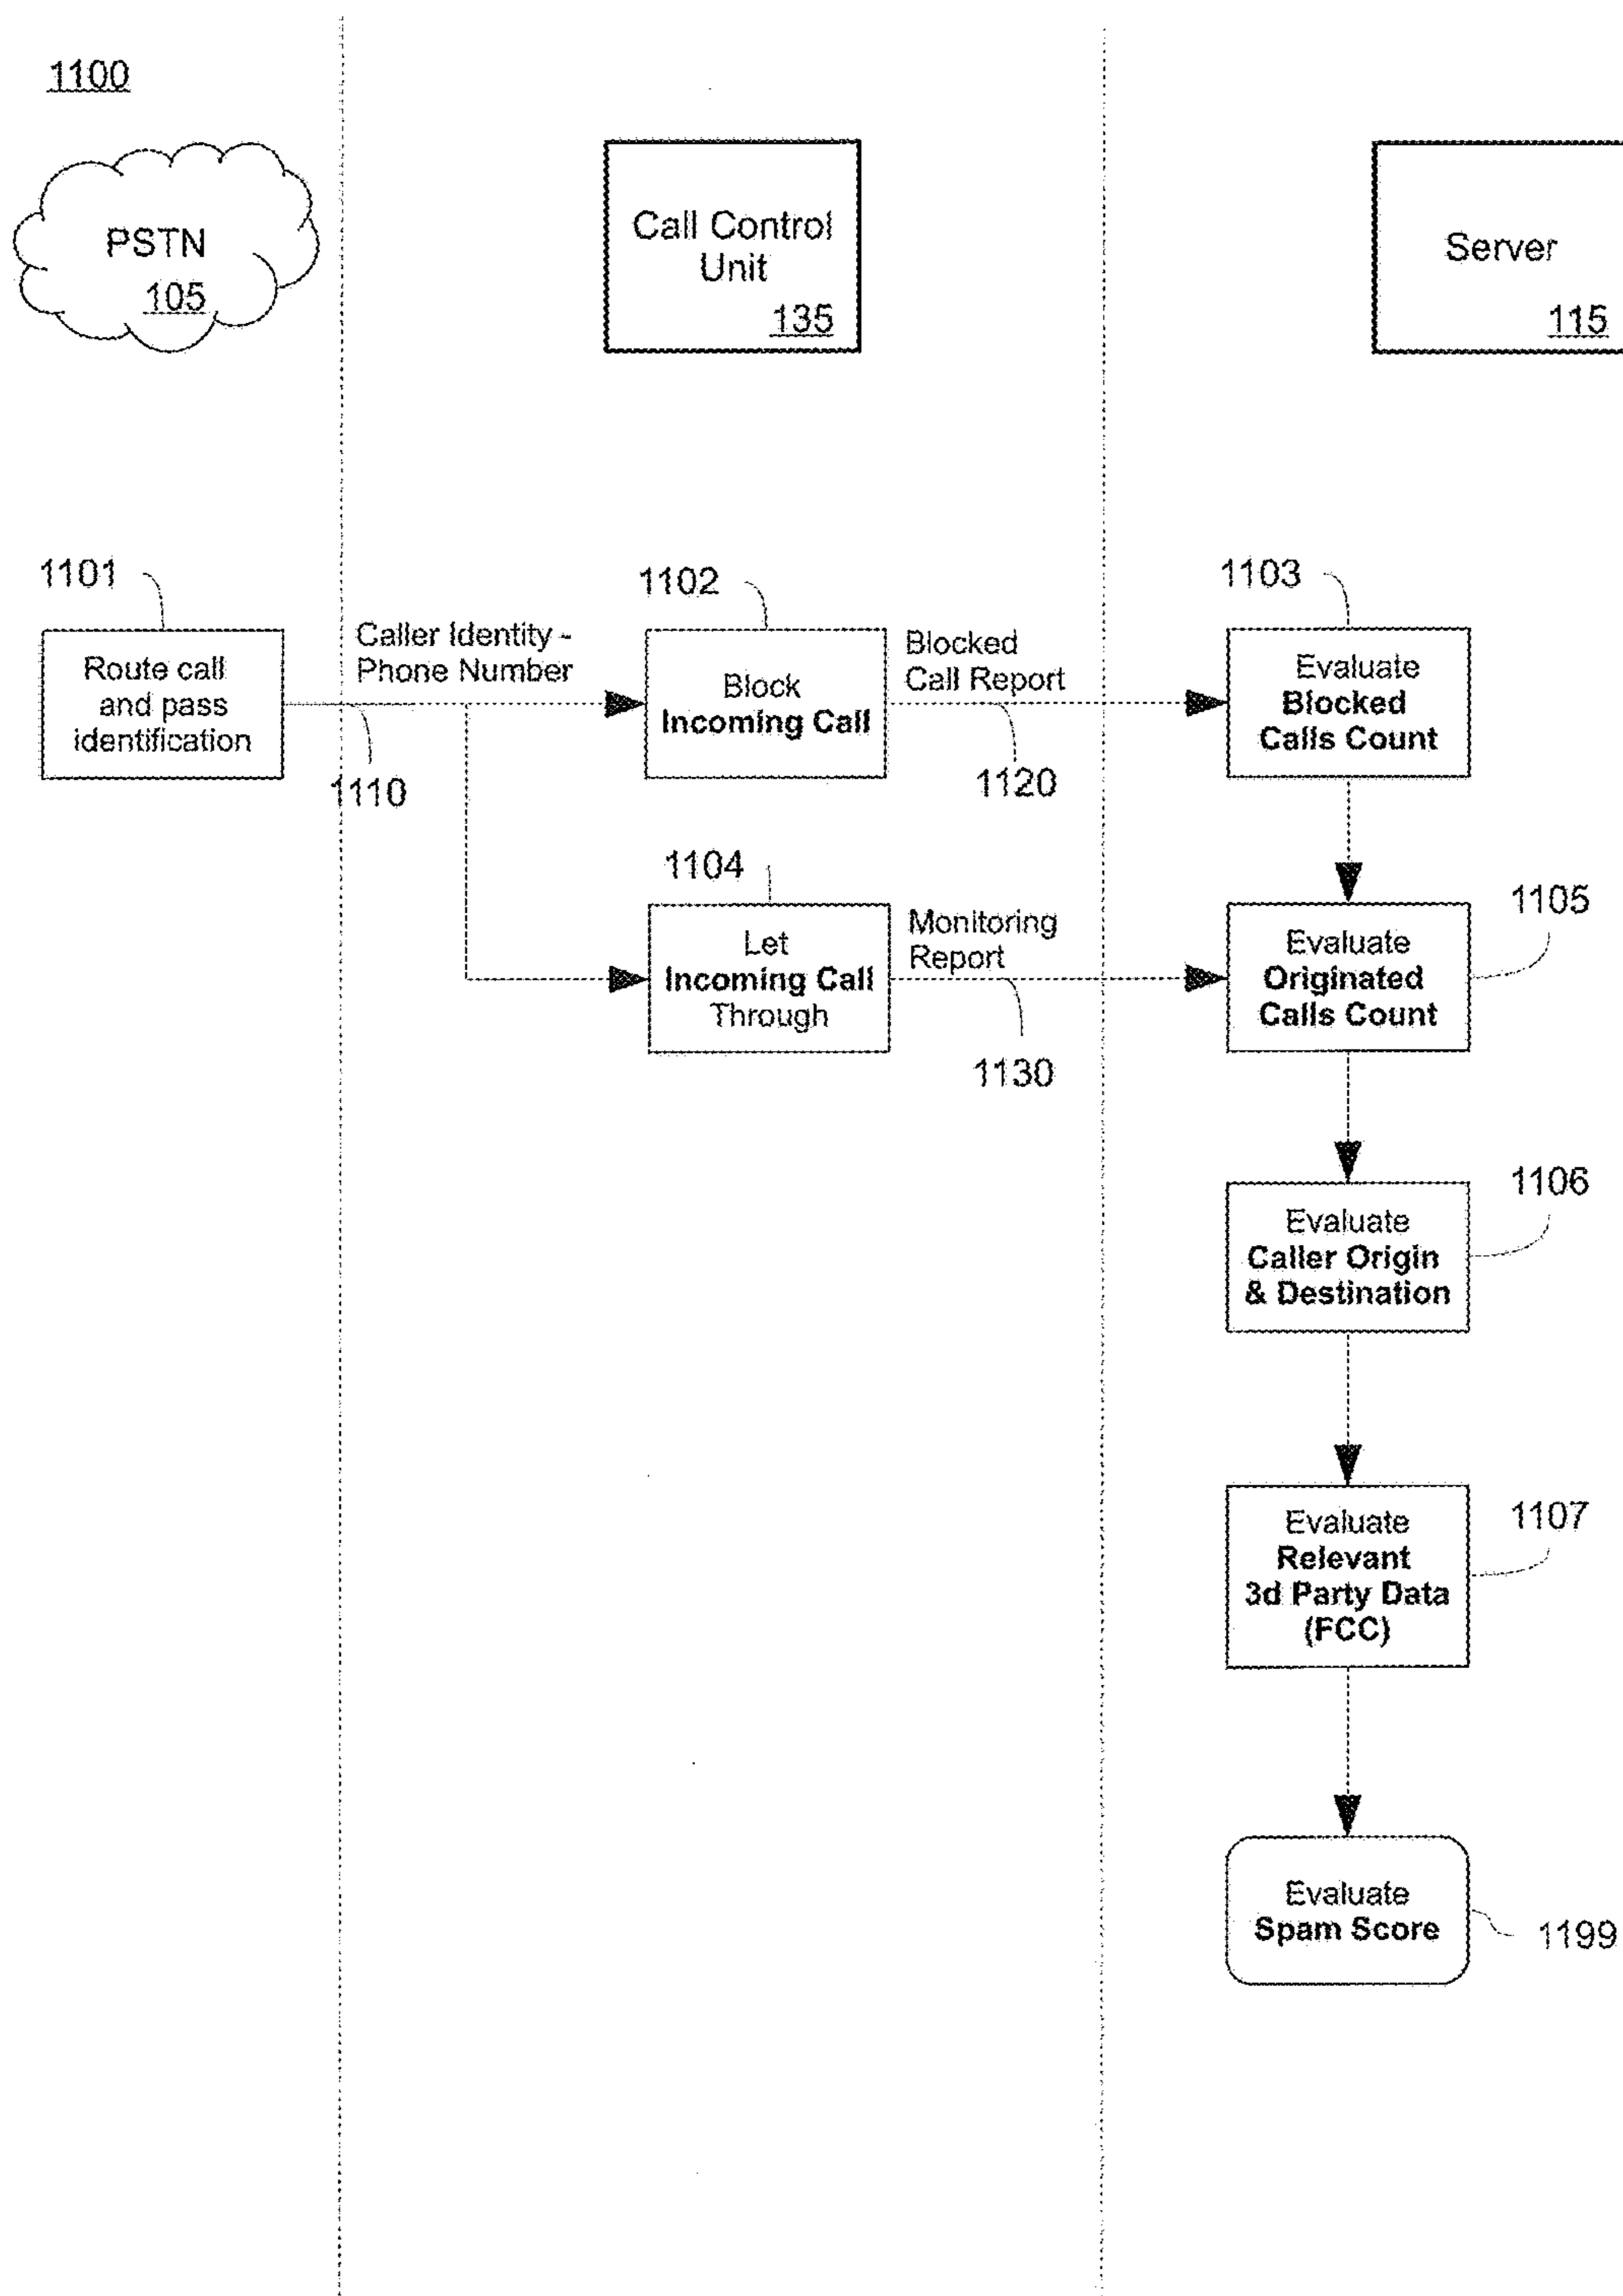 1100
PSTN
105
Call Control
Unit
135
Server
115
1101
Route call
and pass
identification
Caller Identity -
Phone Number
1110
1102
Block
Incoming Call
Blocked
Call Report
1120
1103
Evaluate
Blocked
Calls Count
1104
Let
Incoming Call
Through
Monitoring
Report
1130
1105
Evaluate
Originated
Calls Count
1106
Evaluate
Caller Origin
& Destination
1107
Evaluate
Relevant
3d Party Data
(FCC)
Evaluate
Spam Score
1199